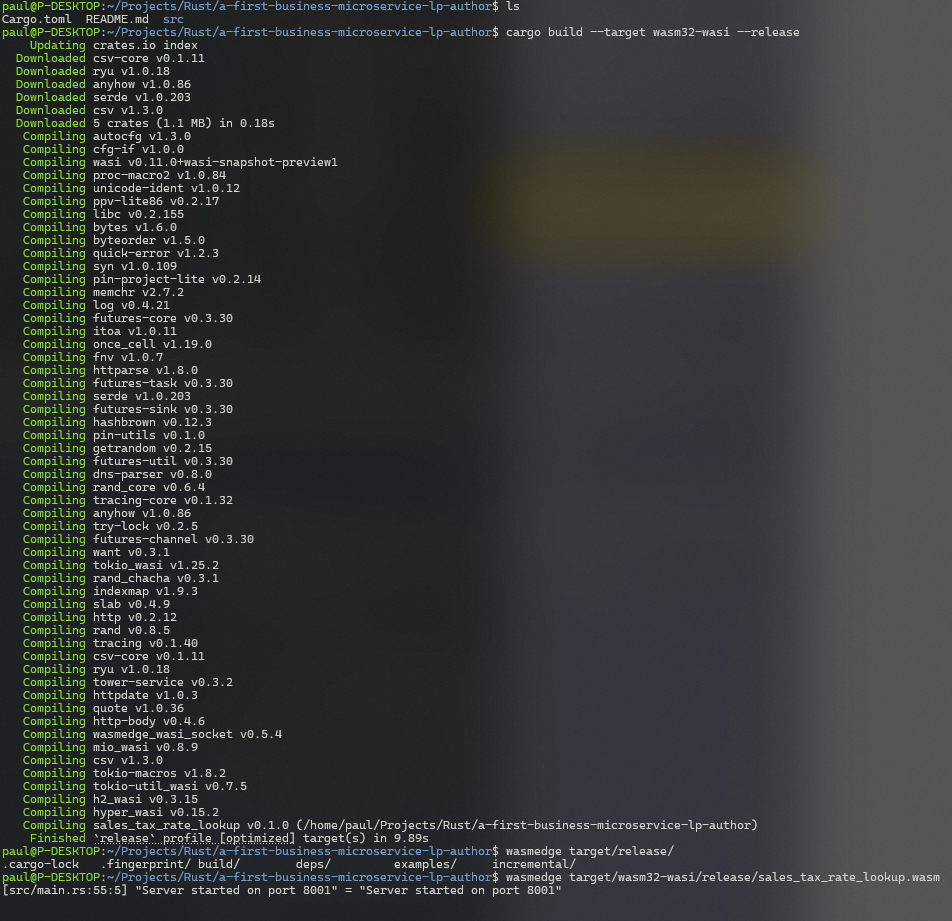 paul@P-DESKTOP:~/Projects/Rust/a-first-business-microservice-lp-author$ ls
Cargo.toml  README.md  src
paul@P-DESKTOP:~/Projects/Rust/a-first-business-microservice-lp-author$ cargo build --target wasm32-wasi --release
    Updating crates.io index
  Downloaded csv-core v0.1.11
  Downloaded ryu v1.0.18
  Downloaded anyhow v1.0.86
  Downloaded serde v1.0.203
  Downloaded csv v1.3.0
  Downloaded 5 crates (1.1 MB) in 0.18s
   Compiling autocfg v1.3.0
   Compiling cfg-if v1.0.0
   Compiling wasi v0.11.0+wasi-snapshot-preview1
   Compiling proc-macro2 v1.0.84
   Compiling unicode-ident v1.0.12
   Compiling ppv-lite86 v0.2.17
   Compiling libc v0.2.155
   Compiling bytes v1.6.0
   Compiling byteorder v1.5.0
   Compiling quick-error v1.2.3
   Compiling syn v1.0.109
   Compiling pin-project-lite v0.2.14
   Compiling memchr v2.7.2
   Compiling log v0.4.21
   Compiling futures-core v0.3.30
   Compiling itoa v1.0.11
   Compiling once_cell v1.19.0
   Compiling fnv v1.0.7
   Compiling httparse v1.8.0
   Compiling futures-task v0.3.30
   Compiling serde v1.0.203
   Compiling futures-sink v0.3.30
   Compiling hashbrown v0.12.3
   Compiling pin-utils v0.1.0
   Compiling getrandom v0.2.15
   Compiling futures-util v0.3.30
   Compiling dns-parser v0.8.0
   Compiling rand_core v0.6.4
   Compiling tracing-core v0.1.32
   Compiling anyhow v1.0.86
   Compiling try-lock v0.2.5
   Compiling futures-channel v0.3.30
   Compiling want v0.3.1
   Compiling tokio_wasi v1.25.2
   Compiling rand_chacha v0.3.1
   Compiling indexmap v1.9.3
   Compiling slab v0.4.9
   Compiling http v0.2.12
   Compiling rand v0.8.5
   Compiling tracing v0.1.40
   Compiling csv-core v0.1.11
   Compiling ryu v1.0.18
   Compiling tower-service v0.3.2
   Compiling httpdate v1.0.3
   Compiling quote v1.0.36
   Compiling http-body v0.4.6
   Compiling wasmedge_wasi_socket v0.5.4
   Compiling mio_wasi v0.8.9
   Compiling csv v1.3.0
   Compiling tokio-macros v1.8.2
   Compiling tokio-util_wasi v0.7.5
   Compiling h2_wasi v0.3.15
   Compiling hyper_wasi v0.15.2
   Compiling sales_tax_rate_lookup v0.1.0 (/home/paul/Projects/Rust/a-first-business-microservice-lp-author)
    Finished `release` profile [optimized] target(s) in 9.89s
paul@P-DESKTOP:~/Projects/Rust/a-first-business-microservice-lp-author$ wasmedge target/release/
.cargo-lock   .fingerprint/ build/        deps/         examples/     incremental/
paul@P-DESKTOP:~/Projects/Rust/a-first-business-microservice-lp-author$ wasmedge target/wasm32-wasi/release/sales_tax_rate_lookup.wasm
[src/main.rs:55:5] "Server started on port 8001" = "Server started on port 8001"